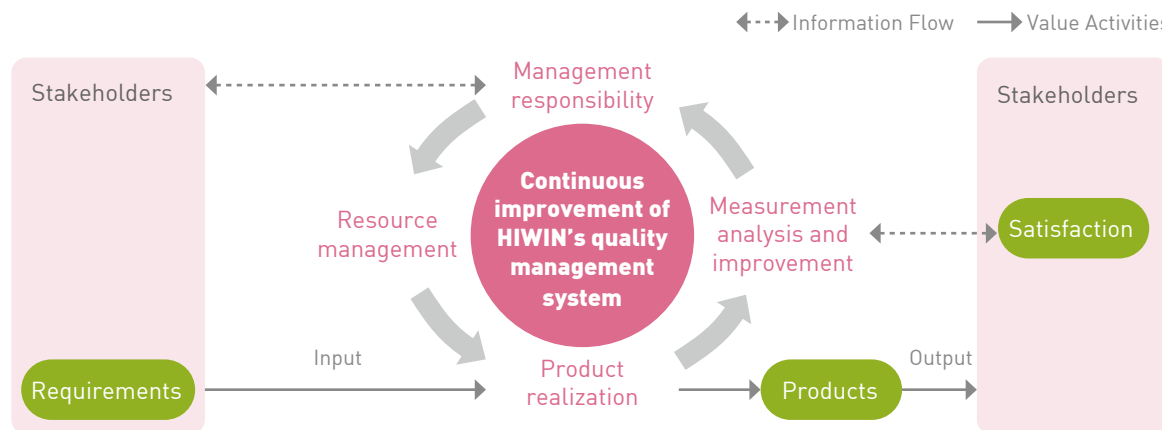 Information Flow
Value Activities
Stakeholders
Management
responsibility
Stakeholders
Continuous
improvement of
HIWIN's quality
management
system
Resource
management
Measurement
analysis and
improvement
Satisfaction
Requirements
Input
Product
realization
Products
Output